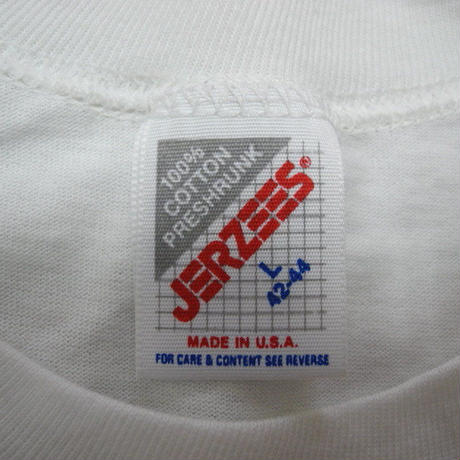 100%
COTTON
PRESHRUNK
JERZEES®
L
42-44
MADE IN U.S.A.
FOR CARE & CONTENT SEE REVERSE